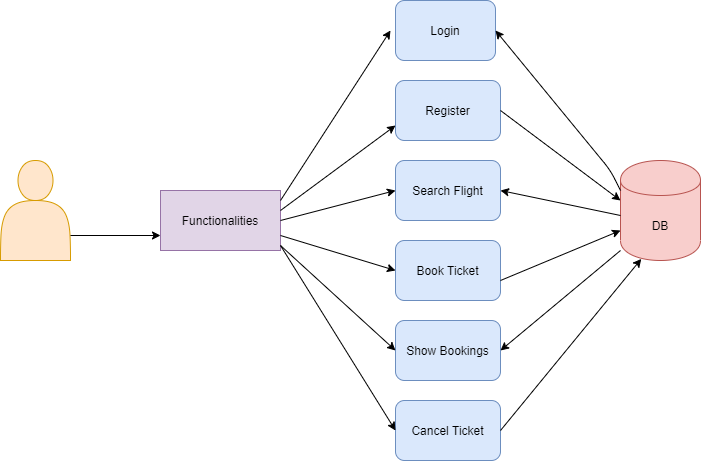 Login
Register
Search Flight
Functionalities
DB
Book Ticket
Show Bookings
Cancel Ticket